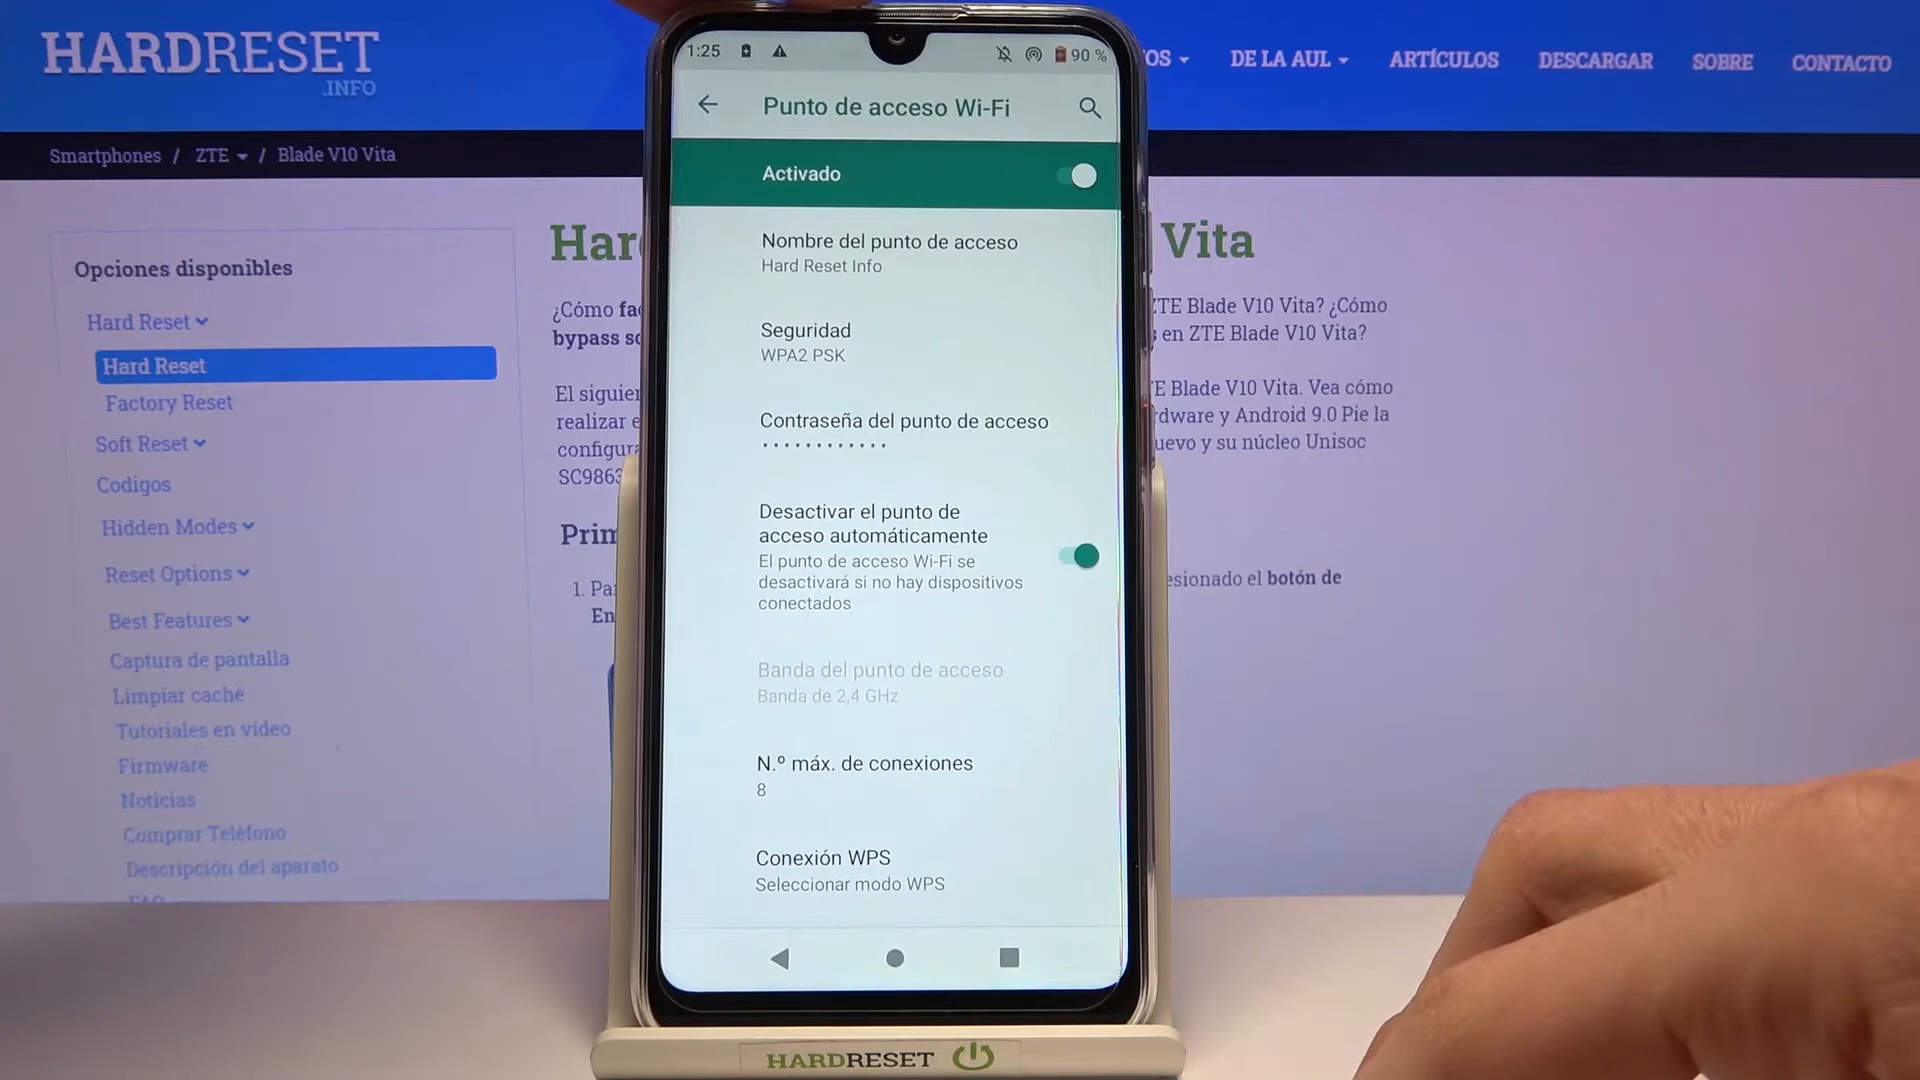 HARDRESET
.INFO
OS
DE LA AUL
ARTÍCULOS
DESCARGAR
SOBRE
CONTACTO
Smartphones / ZTE / Blade V10 Vita
Opciones disponibles
Hard Reset
Hard Reset
Factory Reset
Soft Reset
Codigos
Hidden Modes
Reset Options
Best Features
Captura de pantalla
Limpiar caché
Tutoriales en vídeo
Firmware
Noticias
Comprar Teléfono
Descripción del aparato
FAQ
Har
Vita
¿Cómo
bypass
El siguien
realizar
configur
SC9863
Prim
1. Pa
En
ZTE Blade V10 Vita? ¿Cómo
en ZTE Blade V10 Vita?
E Blade V10 Vita. Vea cómo
rdware y Android 9.0 Pie la
uevo y su núcleo Unisoc
esionado el botón de
1:25
90 %
Punto de acceso Wi-Fi
Activado
Nombre del punto de acceso
Hard Reset Info
Seguridad
WPA2 PSK
Contraseña del punto de acceso
............
Desactivar el punto de
acceso automáticamente
El punto de acceso Wi-Fi se
desactivará si no hay dispositivos
conectados
Banda del punto de acceso
Banda de 2,4 GHz
N.º máx. de conexiones
8
Conexión WPS
Seleccionar modo WPS
HARDRESET